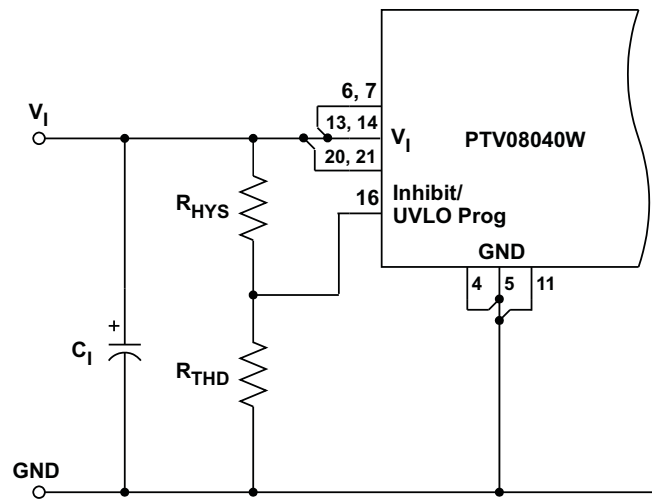 6, 7
V_I
13, 14
V_I
PTV08040W
20, 21
R_HYS
16
Inhibit/
UVLO Prog
GND
4
5
11
+
C_I
R_THD
GND